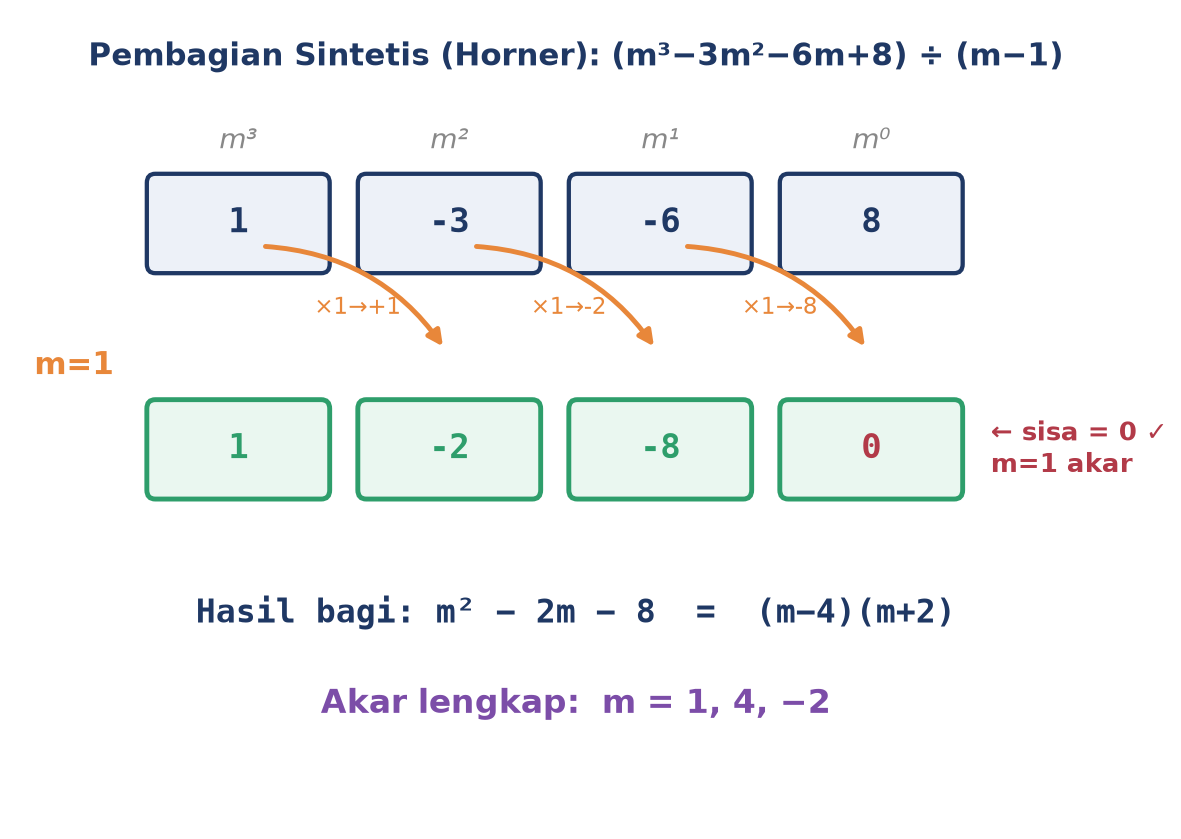 Pembagian Sintetis (Horner): (m³−3m²−6m+8) ÷ (m−1)
m³ m² m¹ m⁰
1 -3 -6 8
×1→+1 ×1→-2 ×1→-8
m=1
1 -2 -8 0
← sisa = 0 ✓
m=1 akar
Hasil bagi: m² − 2m − 8 = (m−4)(m+2)
Akar lengkap: m = 1, 4, −2